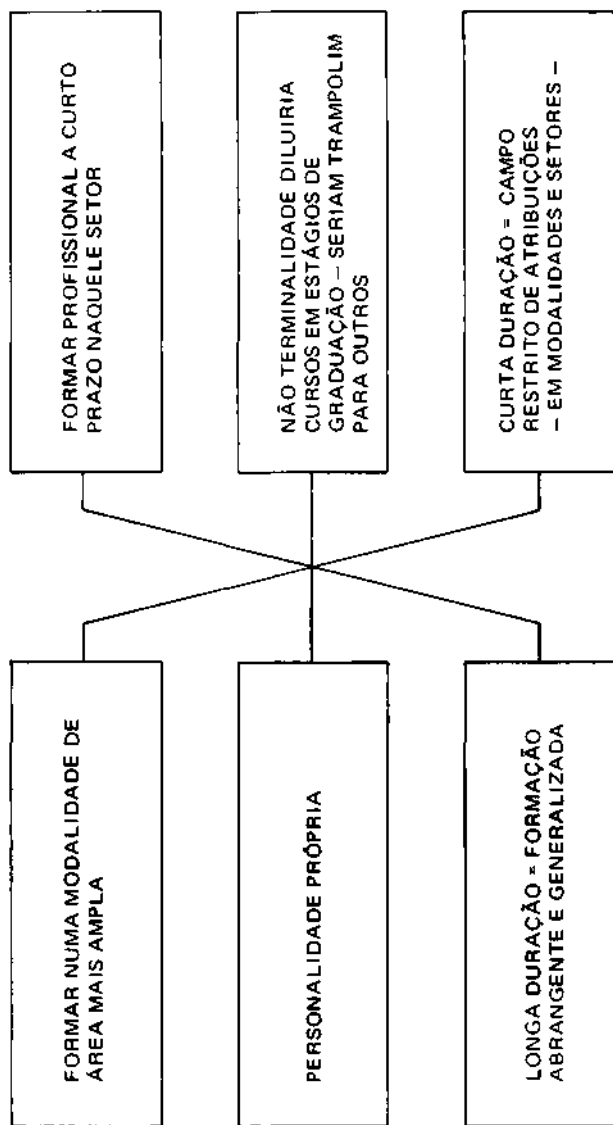 FORMAR NUMA MODALIDADE DE
ÁREA MAIS AMPLA
PERSONALIDADE PRÓPRIA
LONGA DURAÇÃO = FORMAÇÃO
ABRANGENTE E GENERALIZADA
FORMAR PROFISSIONAL A CURTO
PRAZO NAQUELE SETOR
NÃO TERMINALIDADE DILUIRIA
CURSOS EM ESTÁGIOS DE
GRADUAÇÃO – SERIAM TRAMPOLIM
PARA OUTROS
CURTA DURAÇÃO = CAMPO
RESTRITO DE ATRIBUIÇÕES
– EM MODALIDADES E SETORES –